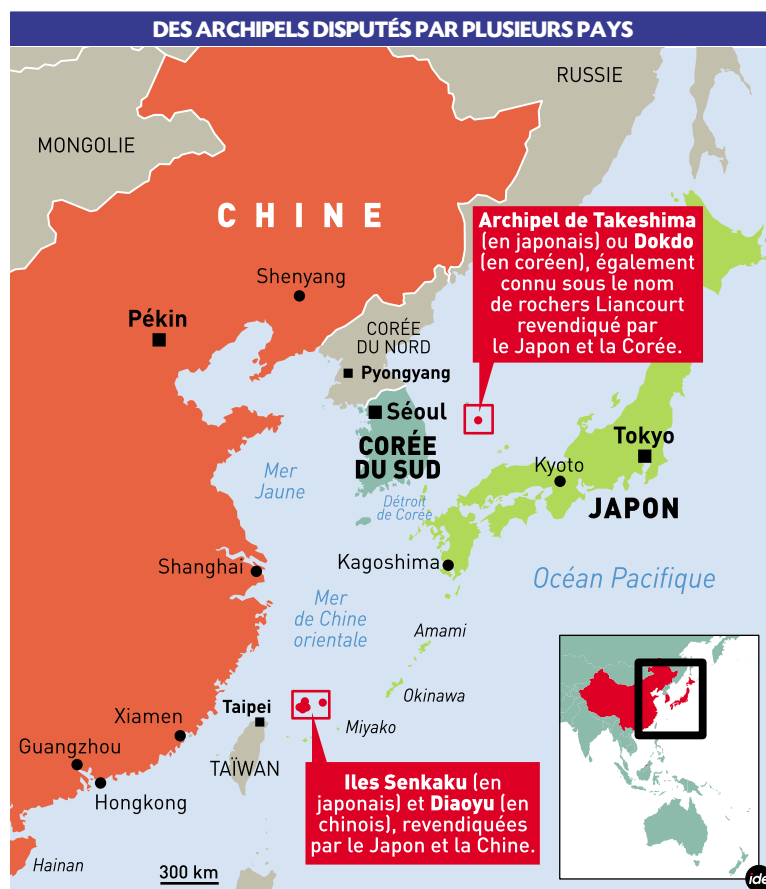 DES ARCHIPELS DISPUTÉS PAR PLUSIEURS PAYS
RUSSIE
MONGOLIE
CHINE
Archipel de Takeshima
(en japonais) ou Dokdo
(en coréen), également
connu sous le nom
de rochers Liancourt
revendiqué par
le Japon et la Corée.
Shenyang
Pékin
CORÉE
DU NORD
Pyongyang
Séoul
CORÉE
DU SUD
Tokyo
Kyoto
JAPON
Mer
Jaune
Détroit
de Corée
Kagoshima
Shanghai
Océan Pacifique
Mer
de Chine
orientale
Amami
Okinawa
Miyako
Taipei
Xiamen
Guangzhou
TAÏWAN
Hongkong
Iles Senkaku (en
japonais) et Diaoyu (en
chinois), revendiquées
par le Japon et la Chine.
Hainan
300 km